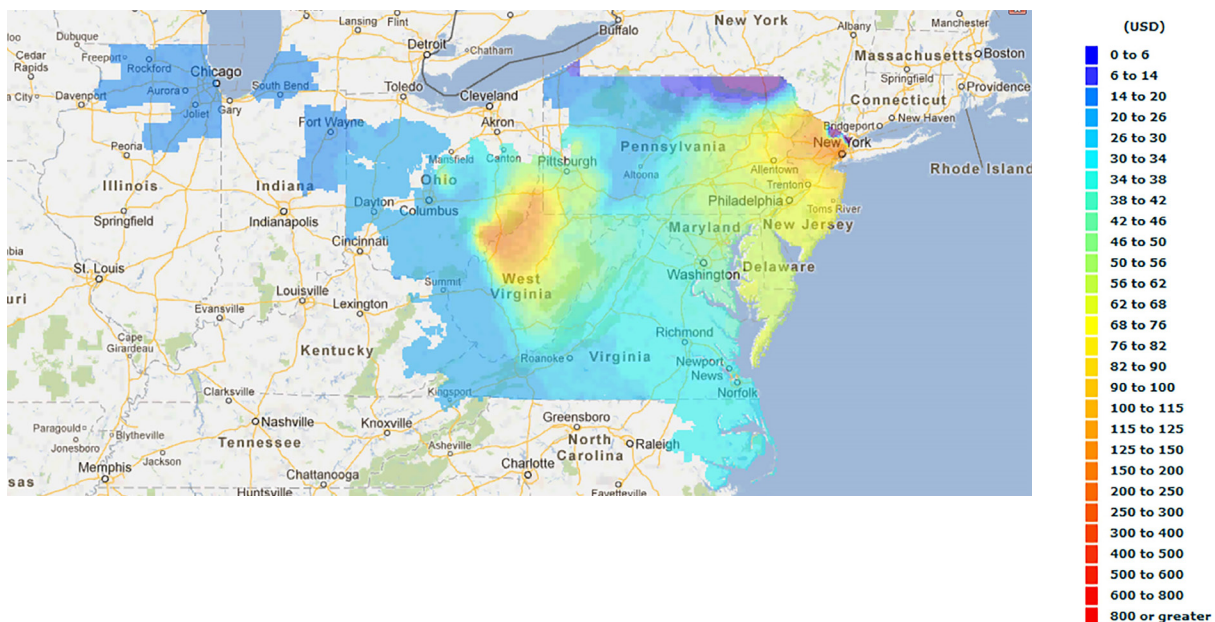 Lansing
Flint
Buffalo
New York
Albany
Manchester
(USD)
Dubuque
Freeport
Rockford
Detroit
Chatham
Massachusetts
Boston
Cedar
Rapids
Chicago
Springfield
Aurora
South Bend
Toledo
Cleveland
Providence
a City
Davenport
Joliet
Gary
Connecticut
New Haven
Fort Wayne
Akron
Bridgeport
Peoria
Mansfield
Canton
Pittsburgh
Pennsylvania
New York
Illinois
Indiana
Ohio
Altoona
Allentown
Rhode Island
Trenton
Springfield
Indianapolis
Dayton
Columbus
Philadelphia
Toms River
Cincinnati
Maryland
New Jersey
St. Louis
Washington
Delaware
Summit
West
Virginia
uri
Louisville
Evansville
Lexington
Richmond
Cape
Girardeau
Kentucky
Roanoke
Virginia
Newport
News
Norfolk
Clarksville
Kingsport
Paragould
Blytheville
Jonesboro
Nashville
Knoxville
Greensboro
Tennessee
Asheville
North
Carolina
Raleigh
Memphis
Jackson
Chattanooga
Charlotte
sas
Huntsville
Fayetteville
0 to 6
6 to 14
14 to 20
20 to 26
26 to 30
30 to 34
34 to 38
38 to 42
42 to 46
46 to 50
50 to 56
56 to 62
62 to 68
68 to 76
76 to 82
82 to 90
90 to 100
100 to 115
115 to 125
125 to 150
150 to 200
200 to 250
250 to 300
300 to 400
400 to 500
500 to 600
600 to 800
800 or greater